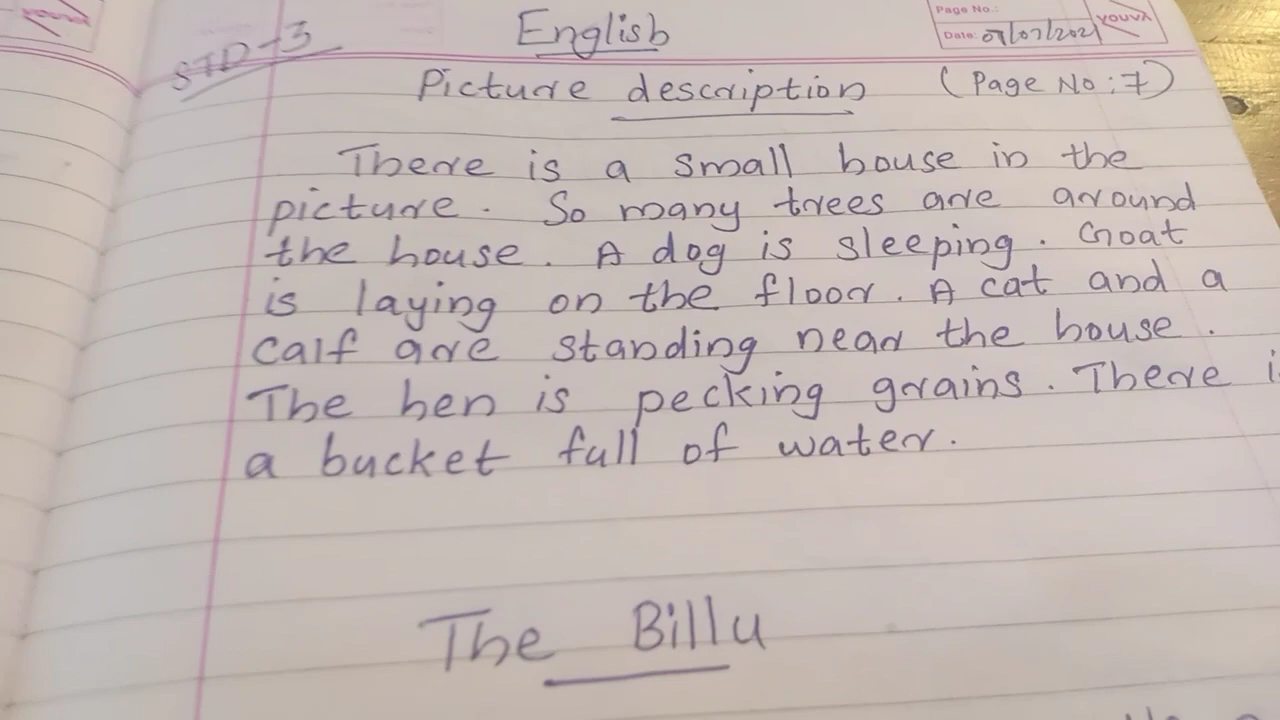 STD-3
English
Page No.:
Date: 07/07/2021
YOUVA
Picture description (Page No:7)
There is a small house in the
picture. So many trees are around
the house. A dog is sleeping. Goat
is laying on the floor. A cat and a
calf are standing near the house.
The hen is pecking grains. There
a bucket full of water.
The Billu